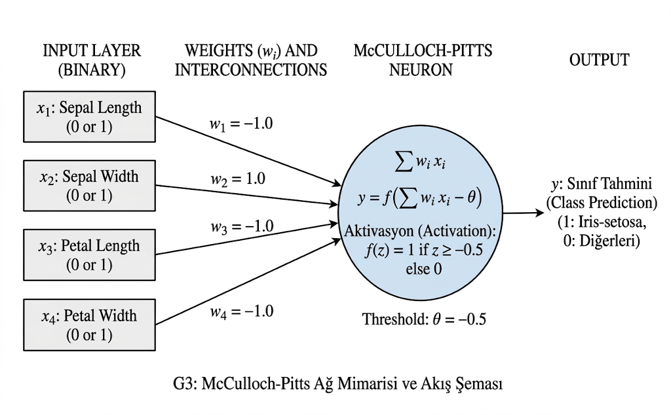 INPUT LAYER
(BINARY)
WEIGHTS (wᵢ) AND
INTERCONNECTIONS
McCULLOCH-PITTS
NEURON
OUTPUT
x₁: Sepal Length
(0 or 1)
x₂: Sepal Width
(0 or 1)
x₃: Petal Length
(0 or 1)
x₄: Petal Width
(0 or 1)
w₁ = −1.0
w₂ = 1.0
w₃ = −1.0
w₄ = −1.0
∑ wᵢ xᵢ
y = f(∑ wᵢ xᵢ − θ)
Aktivasyon (Activation):
f(z) = 1 if z ≥ −0.5
else 0
Threshold: θ = −0.5
y: Sınıf Tahmini
(Class Prediction)
(1: Iris-setosa,
0: Diğerleri)
G3: McCulloch-Pitts Ağ Mimarisi ve Akış Şeması